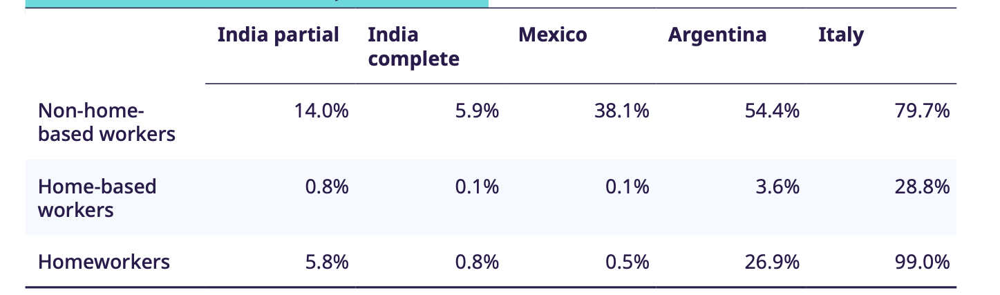 India partial India Mexico Argentina Italy
complete
Non-home- 14.0% 5.9% 38.1% 54.4% 79.7%
based workers
Home-based 0.8% 0.1% 0.1% 3.6% 28.8%
workers
Homeworkers 5.8% 0.8% 0.5% 26.9% 99.0%